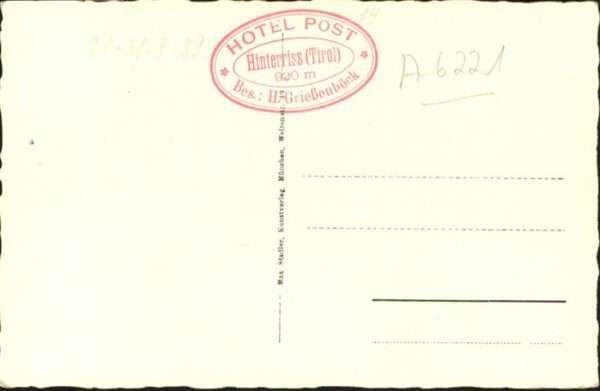 HOTEL POST
Hinterriss (Tirol)
920 m
Bes.: H. Grießenböck
A 6221
Max Stadler, Kunstverlag München,